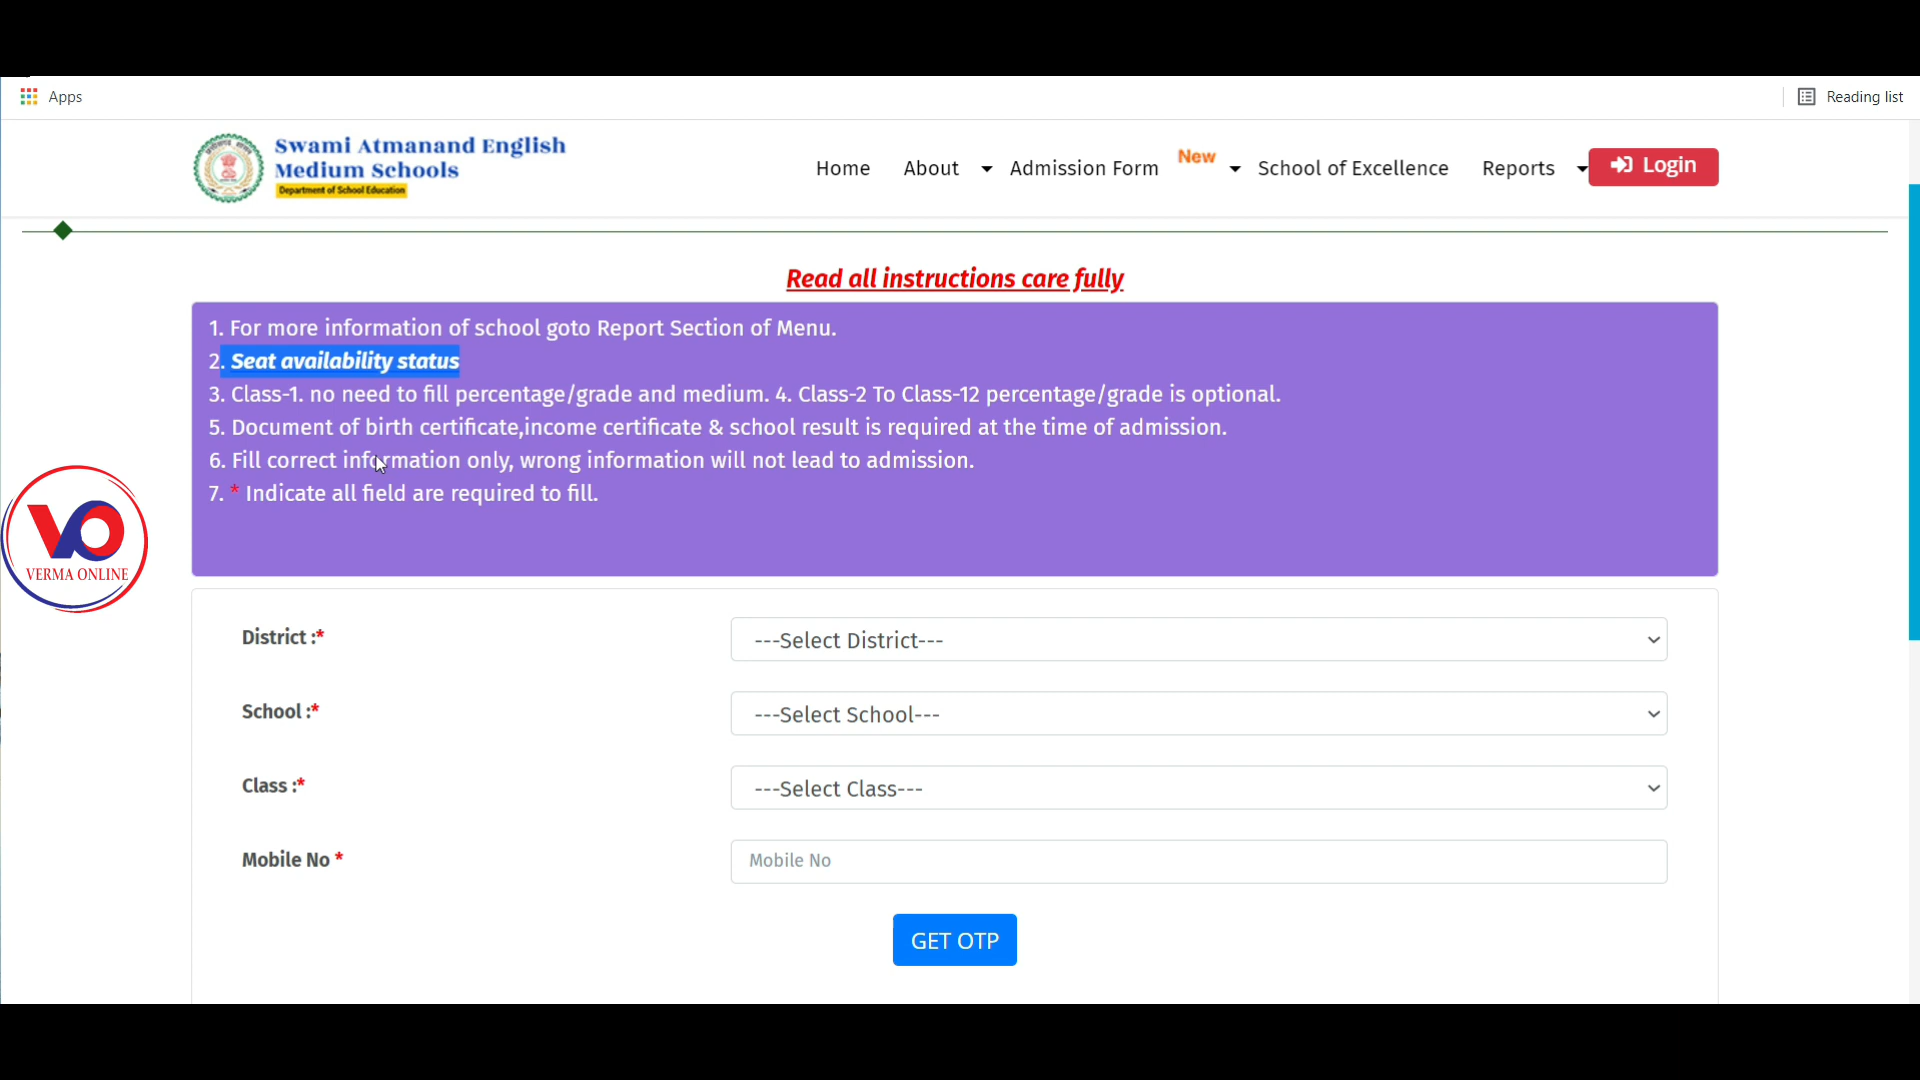 Apps
Reading list
Swami Atmanand English
Medium Schools
Department of School Education
Home About Admission Form New School of Excellence Reports Login
Read all instructions care fully
1. For more information of school goto Report Section of Menu.
2. Seat availability status
3. Class-1. no need to fill percentage/grade and medium. 4. Class-2 To Class-12 percentage/grade is optional.
5. Document of birth certificate,income certificate & school result is required at the time of admission.
6. Fill correct information only, wrong information will not lead to admission.
7. * Indicate all field are required to fill.
VO
VERMA ONLINE
District :* ---Select District---
School :* ---Select School---
Class :* ---Select Class---
Mobile No * Mobile No
GET OTP